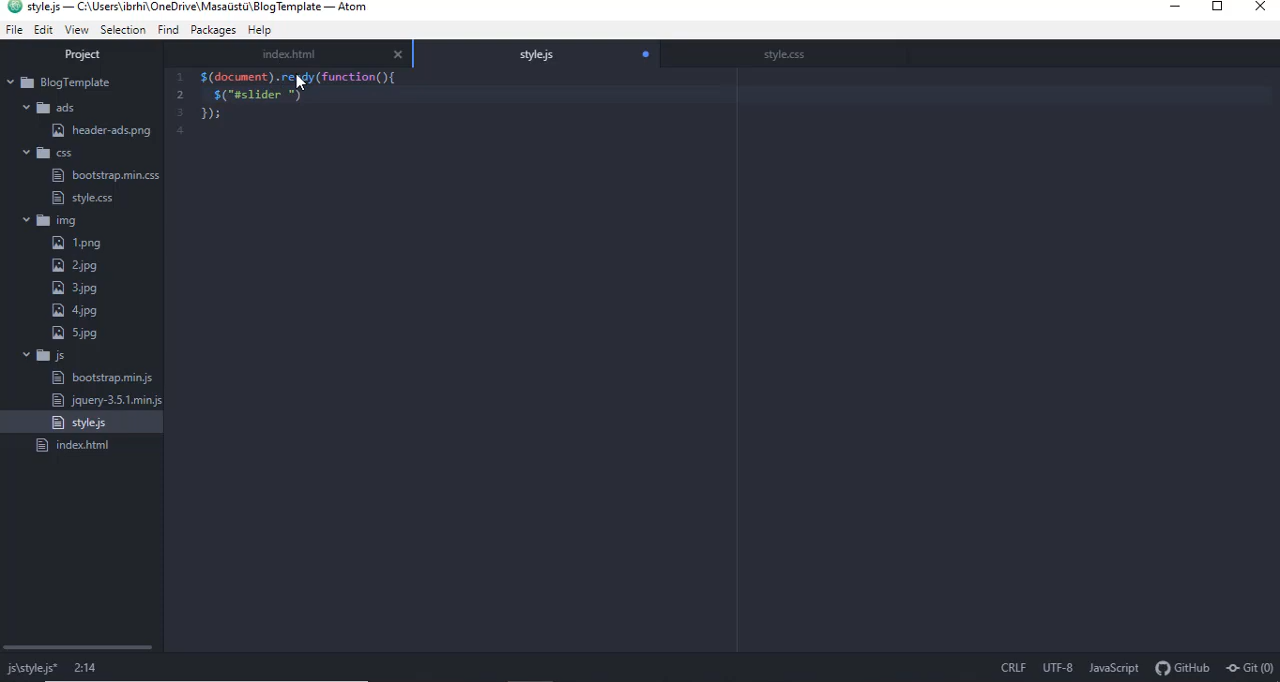 style.js — C:\Users\ibrhi\OneDrive\Masaüstü\BlogTemplate — Atom
File Edit View Selection Find Packages Help
Project
index.html
style.js
style.css
BlogTemplate
ads
header-ads.png
css
bootstrap.min.css
style.css
img
1.png
2.jpg
3.jpg
4.jpg
5.jpg
js
bootstrap.min.js
jquery-3.5.1.min.js
style.js
index.html
1 $(document).ready(function(){
2 $("#slider ")
3 });
4
js\style.js* 2:14
CRLF UTF-8 JavaScript GitHub Git (0)